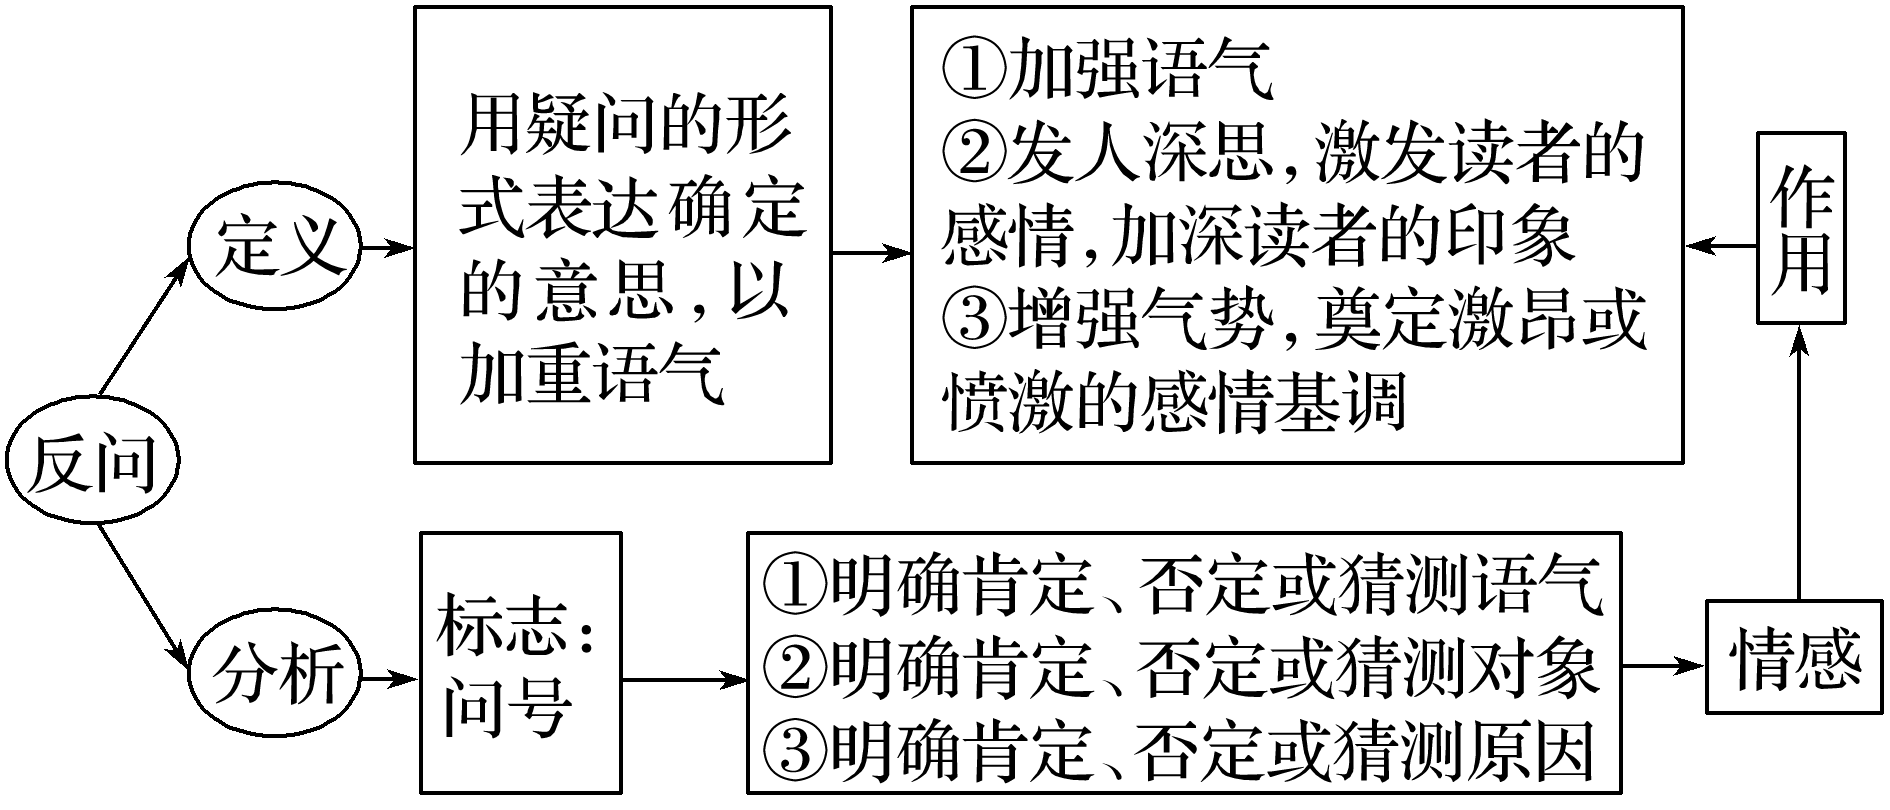 反问
定义
用疑问的形
式表达确定
的意思,以
加重语气
①加强语气
②发人深思,激发读者的
感情,加深读者的印象
③增强气势,奠定激昂或
愤激的感情基调
作
用
分析
标志:
问号
①明确肯定、否定或猜测语气
②明确肯定、否定或猜测对象
③明确肯定、否定或猜测原因
情感